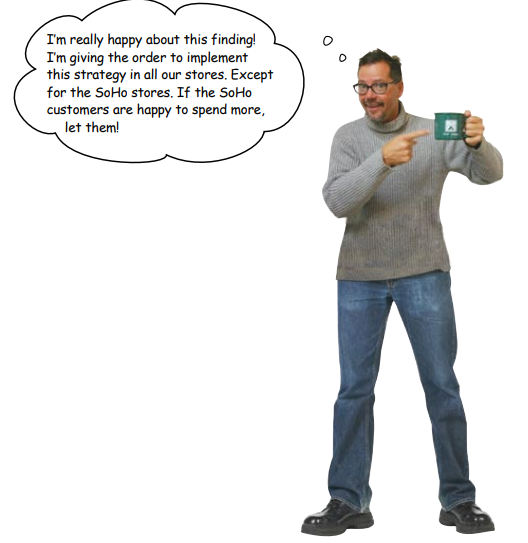 I'm really happy about this finding!
I'm giving the order to implement
this strategy in all our stores. Except
for the SoHo stores. If the SoHo
customers are happy to spend more,
let them!